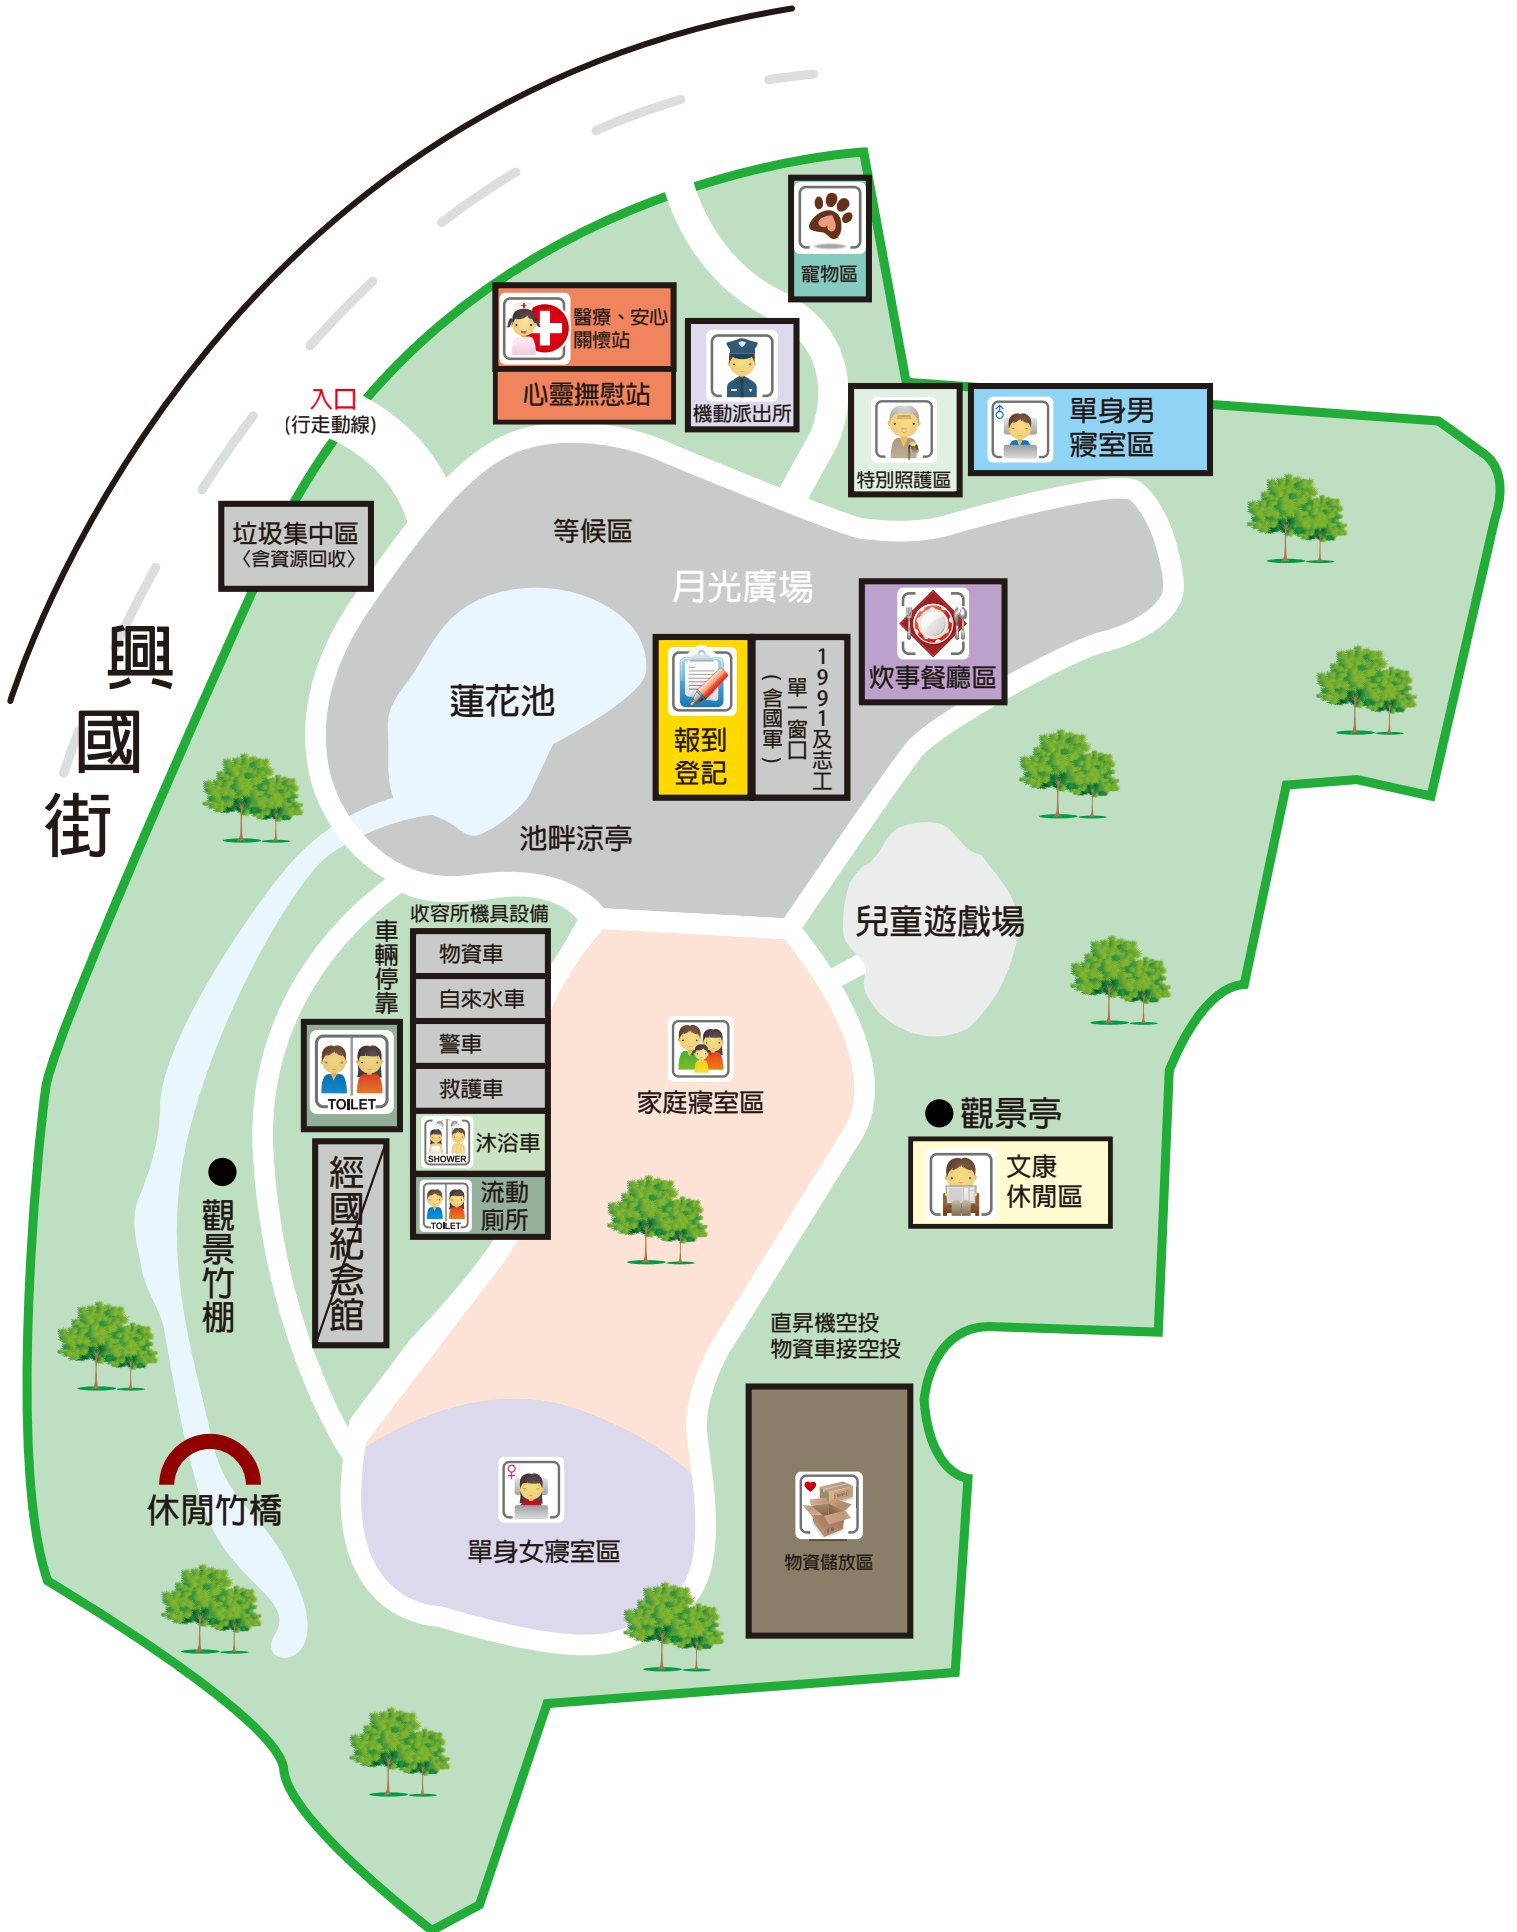 寵物區
醫療、安心
關懷站
心靈撫慰站
機動派出所
入口
(行走動線)
特別照護區
單身男
寢室區
垃圾集中區
〈含資源回收〉
等候區
月光廣場
興國街
蓮花池
報到
登記
1991及志工
單一窗口
(含國軍)
炊事餐廳區
池畔涼亭
兒童遊戲場
收容所機具設備
車輛停靠
物資車
自來水車
警車
救護車
SHOWER
沐浴車
TOILET
流動
廁所
TOILET
經國紀念館
家庭寢室區
觀景亭
文康
休閒區
觀景竹棚
直昇機空投
物資車接空投
休閒竹橋
單身女寢室區
物資儲放區